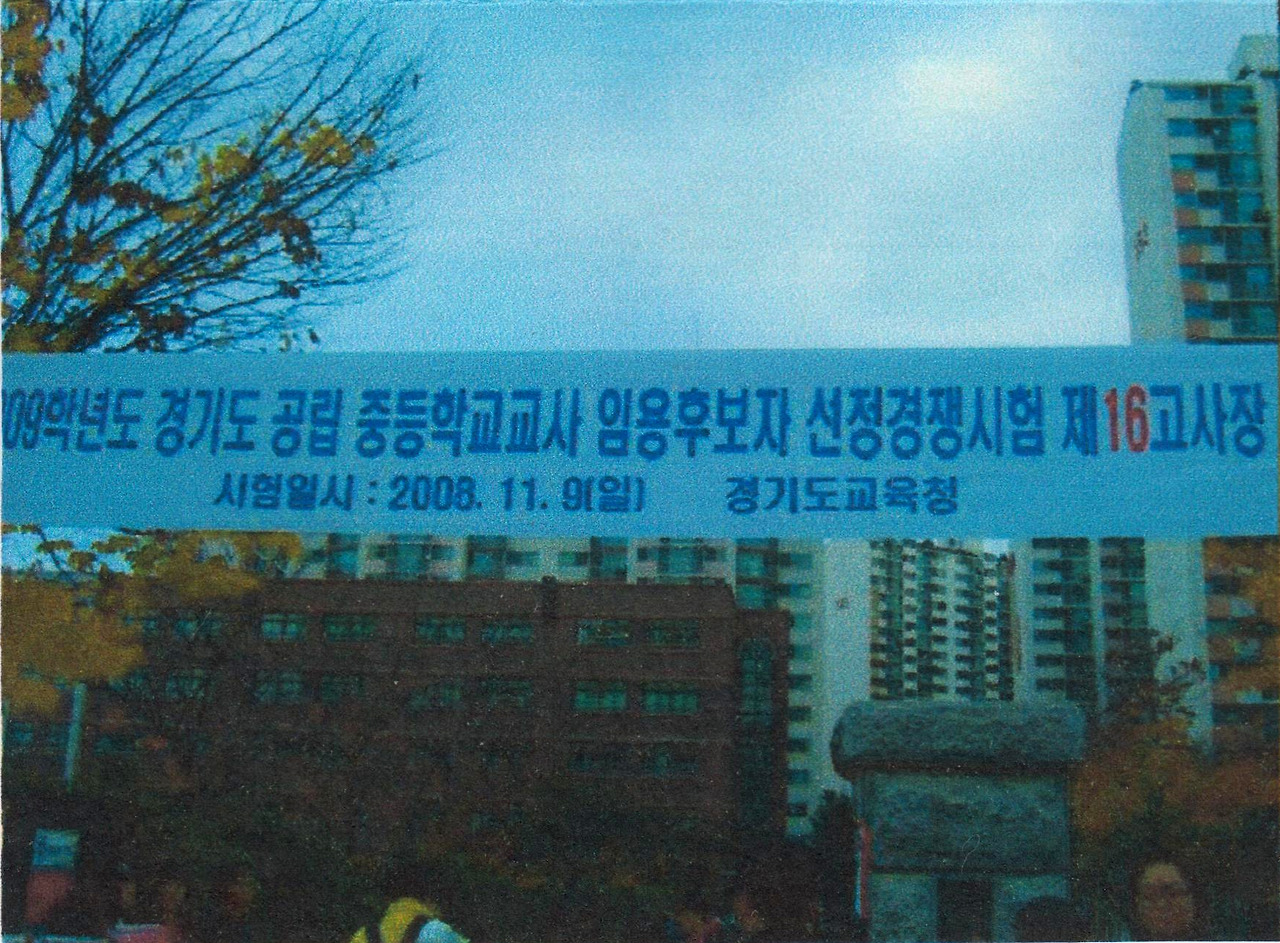 09학년도 경기도 공립 중등학교교사 임용후보자 선정경쟁시험 제16고사장
시험일시 : 2008. 11. 9(일) 경기도교육청